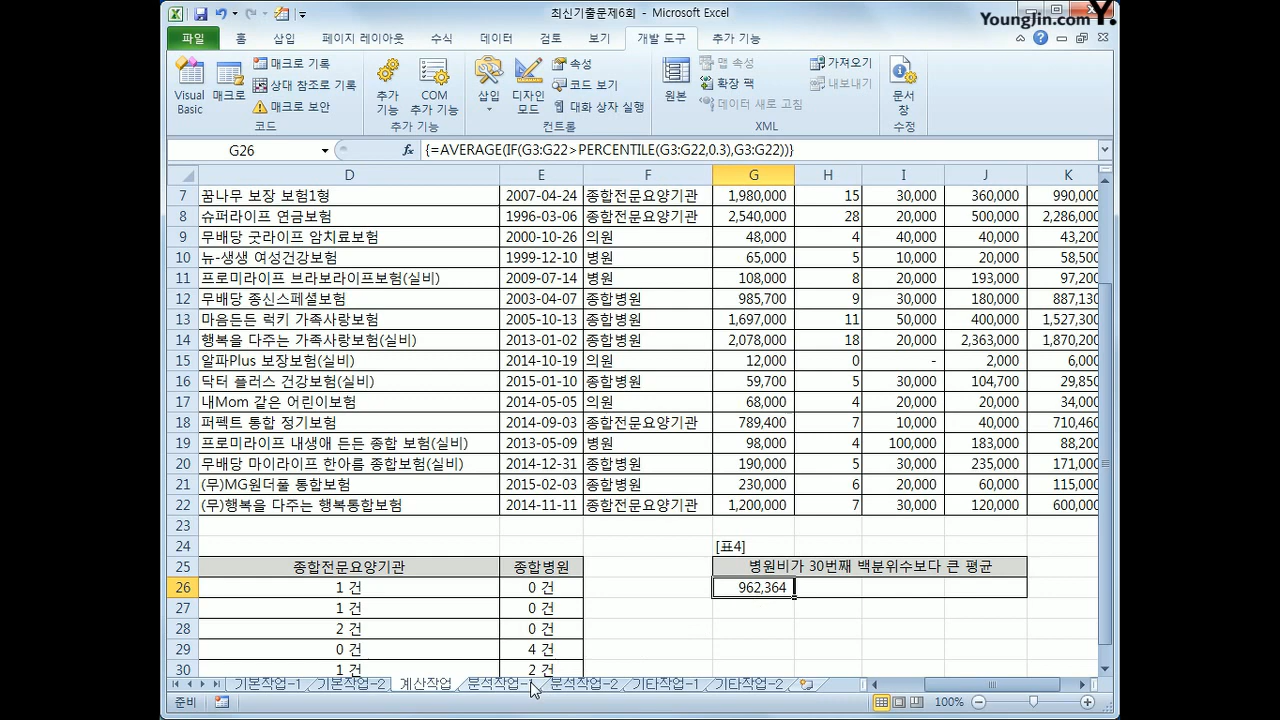 최신기출문제6회 - Microsoft Excel
YoungJin.com Y.
파일 홈 삽입 페이지 레이아웃 수식 데이터 검토 보기 개발 도구 추가 기능
Visual Basic 매크로 매크로 기록 상대 참조로 기록 매크로 보안 추가 기능 COM 추가 기능 삽입 디자인 모드 속성 코드 보기 대화 상자 실행 원본 맵 속성 확장 팩 데이터 새로 고침 가져오기 내보내기 문서 창
코드 추가 기능 컨트롤 XML 수정
G26 fx {=AVERAGE(IF(G3:G22>PERCENTILE(G3:G22,0.3),G3:G22))}
D E F G H I J K
7 꿈나무 보장 보험1형 2007-04-24 종합전문요양기관 1,980,000 15 30,000 360,000 990,000
8 슈퍼라이프 연금보험 1996-03-06 종합전문요양기관 2,540,000 28 20,000 500,000 2,286,000
9 무배당 굿라이프 암치료보험 2000-10-26 의원 48,000 4 40,000 40,000 43,200
10 뉴-생생 여성건강보험 1999-12-10 병원 65,000 5 10,000 20,000 58,500
11 프로미라이프 브라보라이프보험(실비) 2009-07-14 병원 108,000 8 20,000 193,000 97,200
12 무배당 종신스페셜보험 2003-04-07 종합병원 985,700 9 30,000 180,000 887,130
13 마음든든 럭키 가족사랑보험 2005-10-13 종합병원 1,697,000 11 50,000 400,000 1,527,300
14 행복을 다주는 가족사랑보험(실비) 2013-01-02 종합병원 2,078,000 18 20,000 2,363,000 1,870,200
15 알파Plus 보장보험(실비) 2014-10-19 의원 12,000 0 - 2,000 6,000
16 닥터 플러스 건강보험(실비) 2015-01-10 종합병원 59,700 5 30,000 104,700 29,850
17 내Mom 같은 어린이보험 2014-05-05 의원 68,000 4 20,000 20,000 34,000
18 퍼펙트 통합 정기보험 2014-09-03 종합전문요양기관 789,400 7 10,000 40,000 710,460
19 프로미라이프 내생애 든든 종합 보험(실비) 2013-05-09 병원 98,000 4 100,000 183,000 88,200
20 무배당 마이라이프 한아름 종합보험(실비) 2014-12-31 종합병원 190,000 5 30,000 235,000 171,000
21 (무)MG원더풀 통합보험 2015-02-03 종합병원 230,000 6 20,000 60,000 115,000
22 (무)행복을 다주는 행복통합보험 2014-11-11 종합전문요양기관 1,200,000 7 30,000 120,000 600,000
23
24 [표4]
25 종합전문요양기관 종합병원 병원비가 30번째 백분위수보다 큰 평균
26 1 건 0 건 962,364
27 1 건 0 건
28 2 건 0 건
29 0 건 4 건
30 1 건 2 건
기본작업-1 기본작업-2 계산작업 분석작업-1 분석작업-2 기타작업-1 기타작업-2
준비 100%